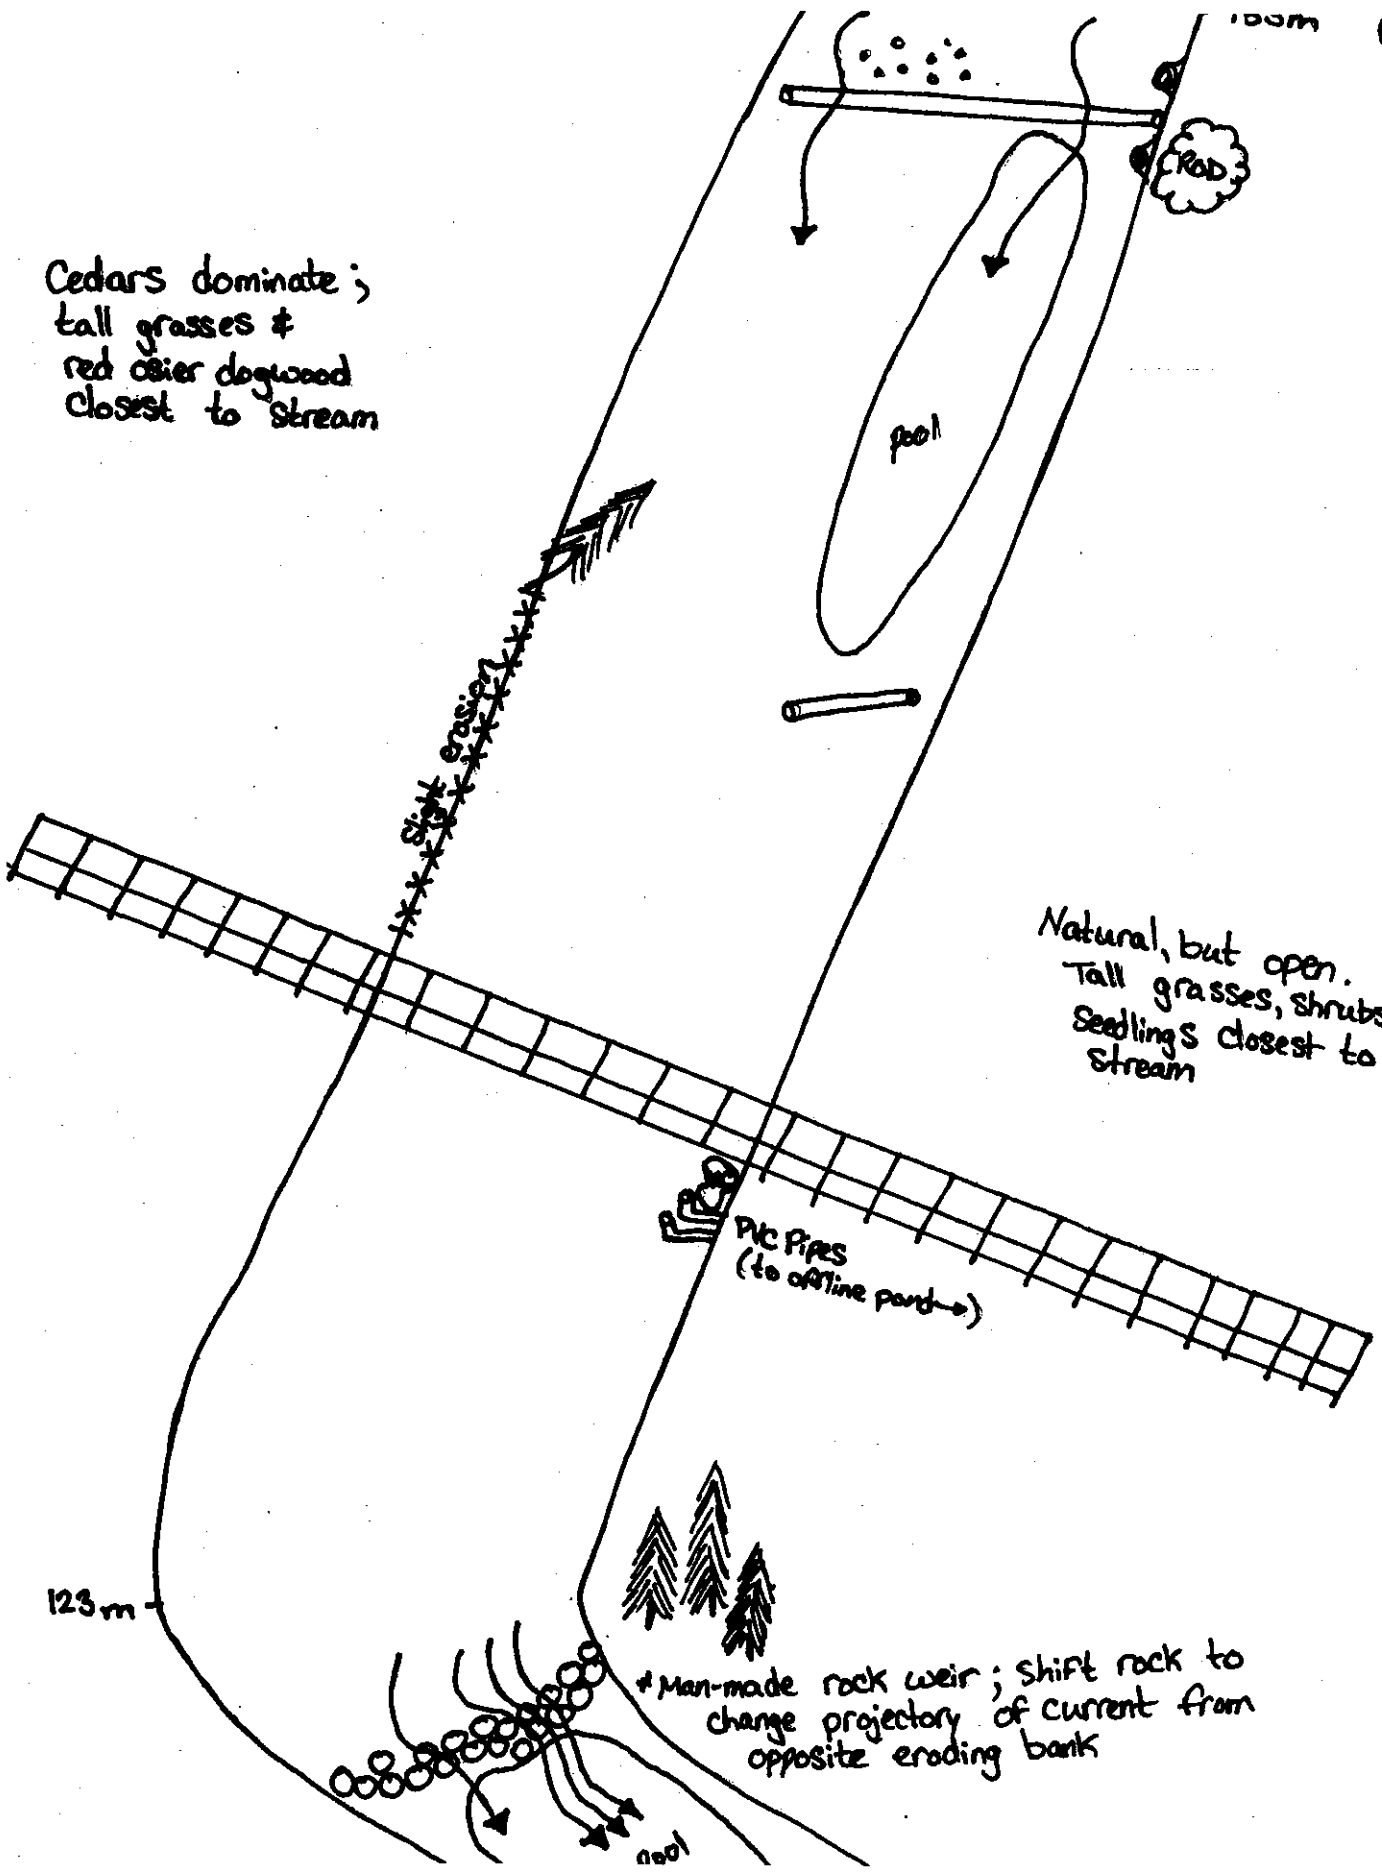 ROD
Cedars dominate;
tall grasses &
red osier dogwood
closest to stream
pool
Slight erosion
Natural, but open.
Tall grasses, shrubs
Seedlings closest to
stream
PVC Pipes
(to offline pond→)
123m
*Man-made rock weir; shift rock to
change projectory of current from
opposite eroding bank
pool